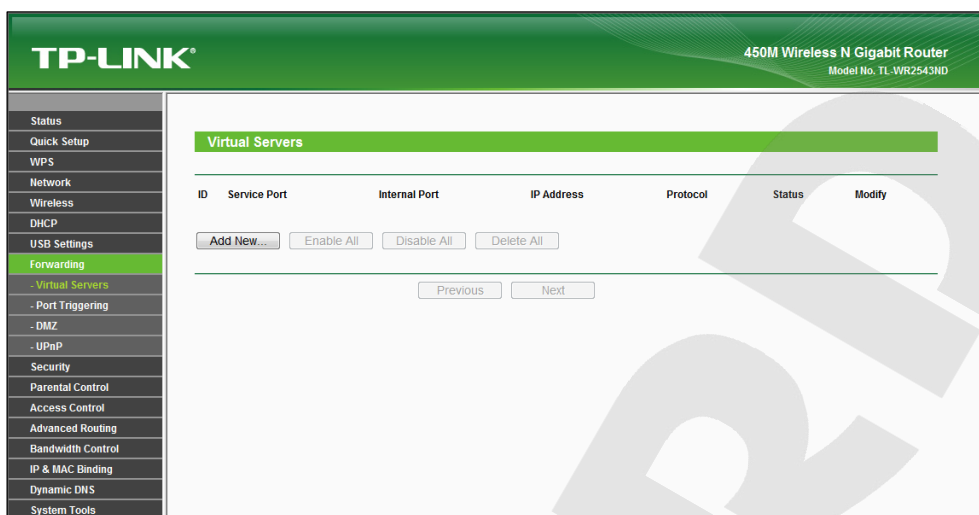 TP-LINK®
450M Wireless N Gigabit Router
Model No. TL-WR2543ND
Status
Quick Setup
WPS
Network
Wireless
DHCP
USB Settings
Forwarding
- Virtual Servers
- Port Triggering
- DMZ
- UPnP
Security
Parental Control
Access Control
Advanced Routing
Bandwidth Control
IP & MAC Binding
Dynamic DNS
System Tools
Virtual Servers
ID Service Port Internal Port IP Address Protocol Status Modify
Add New... Enable All Disable All Delete All
Previous Next